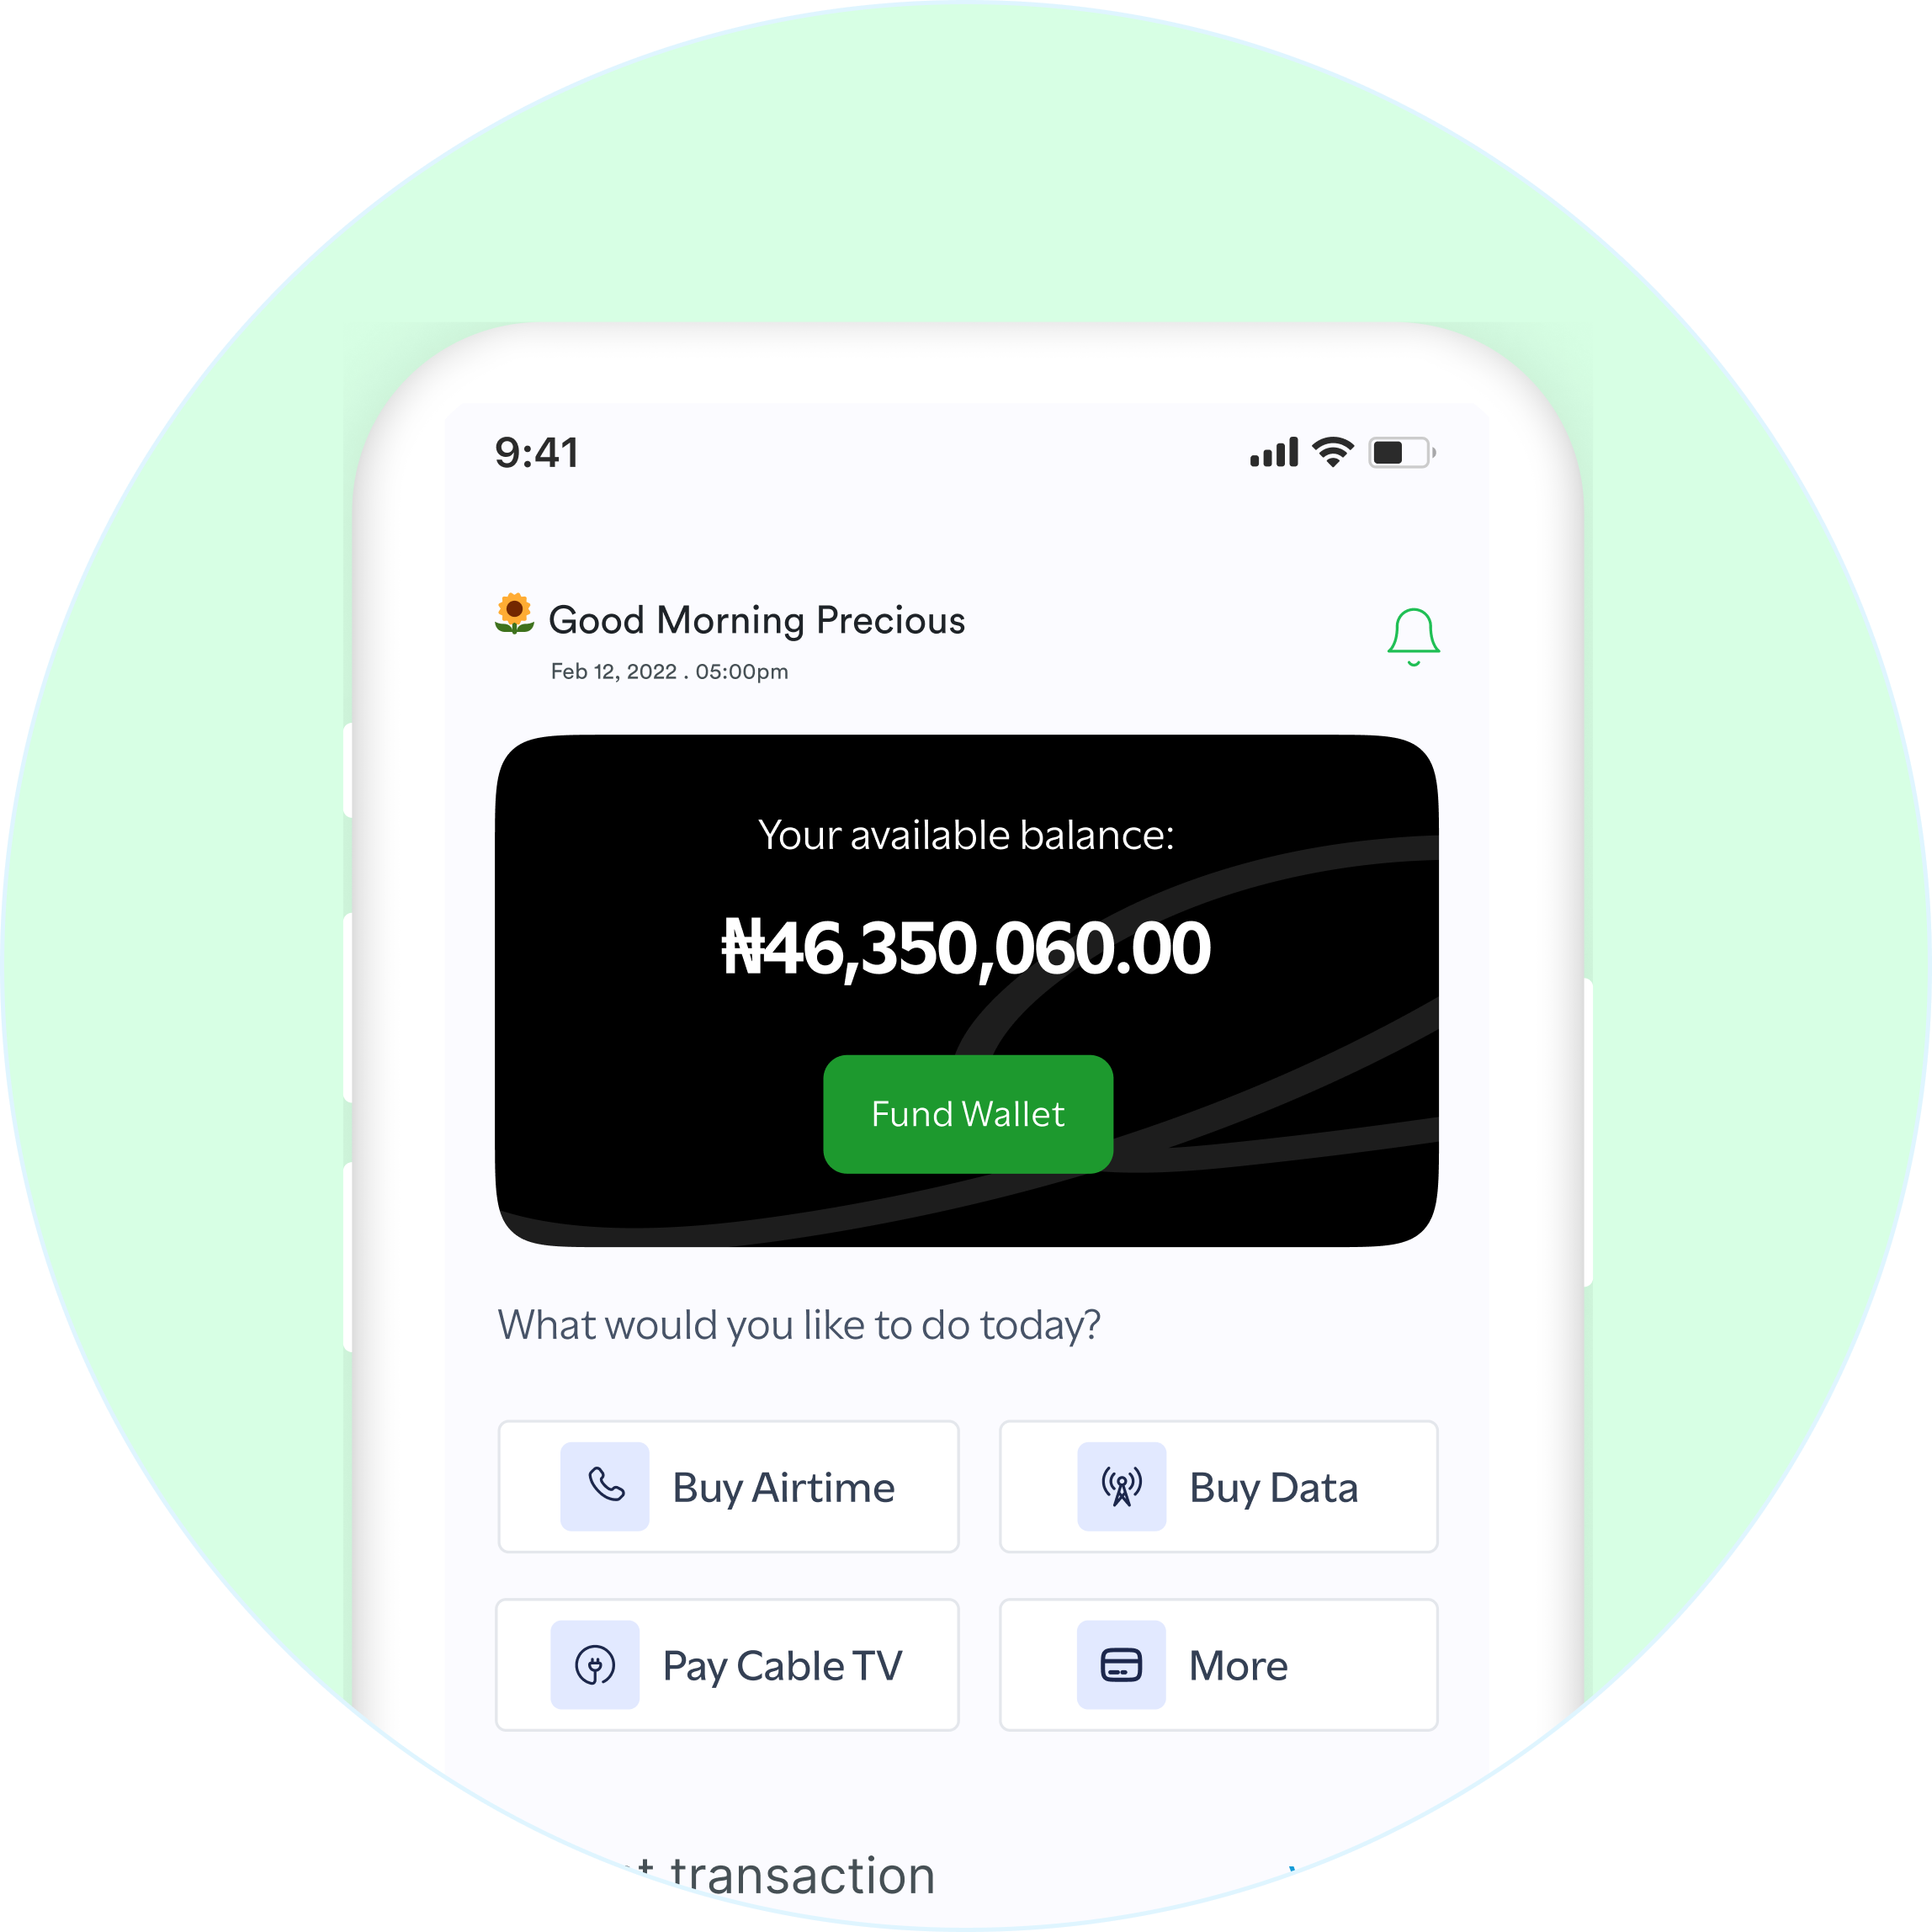 9:41
Good Morning Precious
Feb 12, 2022 . 05:00pm
Your available balance:
₦46,350,060.00
Fund Wallet
What would you like to do today?
Buy Airtime
Buy Data
Pay Cable TV
More
transaction